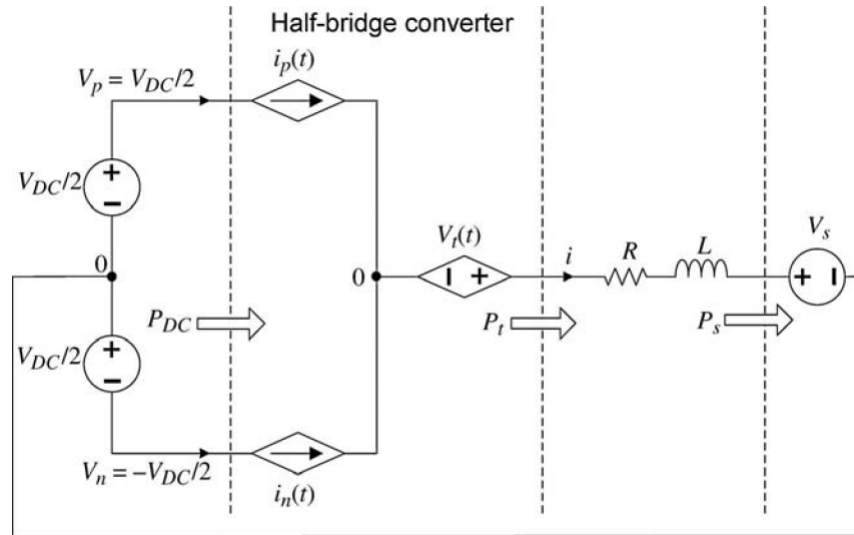 Half-bridge converter
V_p = V_DC/2
i_p(t)
V_DC/2
+
−
0
V_t(t)
i
R
L
V_s
0
− +
+ −
P_DC
P_t
P_s
V_DC/2
+
−
V_n = −V_DC/2
i_n(t)